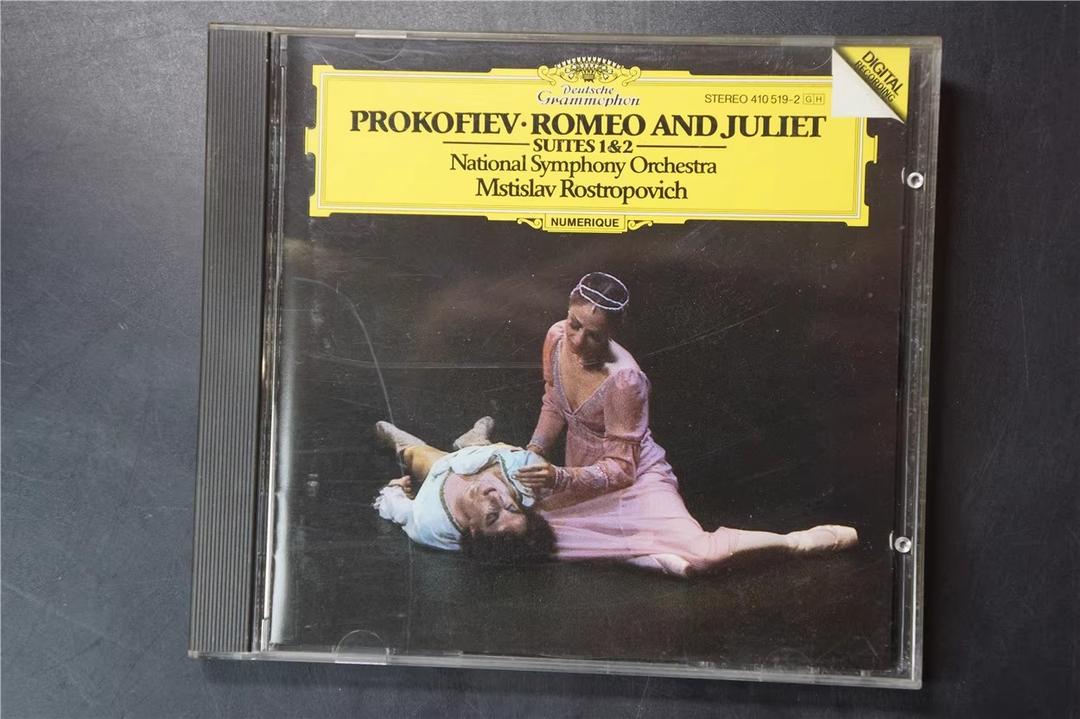 DIGITAL
RECORDING
Deutsche
Grammophon
STEREO 410 519-2 GH
PROKOFIEV·ROMEO AND JULIET
SUITES 1&2
National Symphony Orchestra
Mstislav Rostropovich
NUMERIQUE